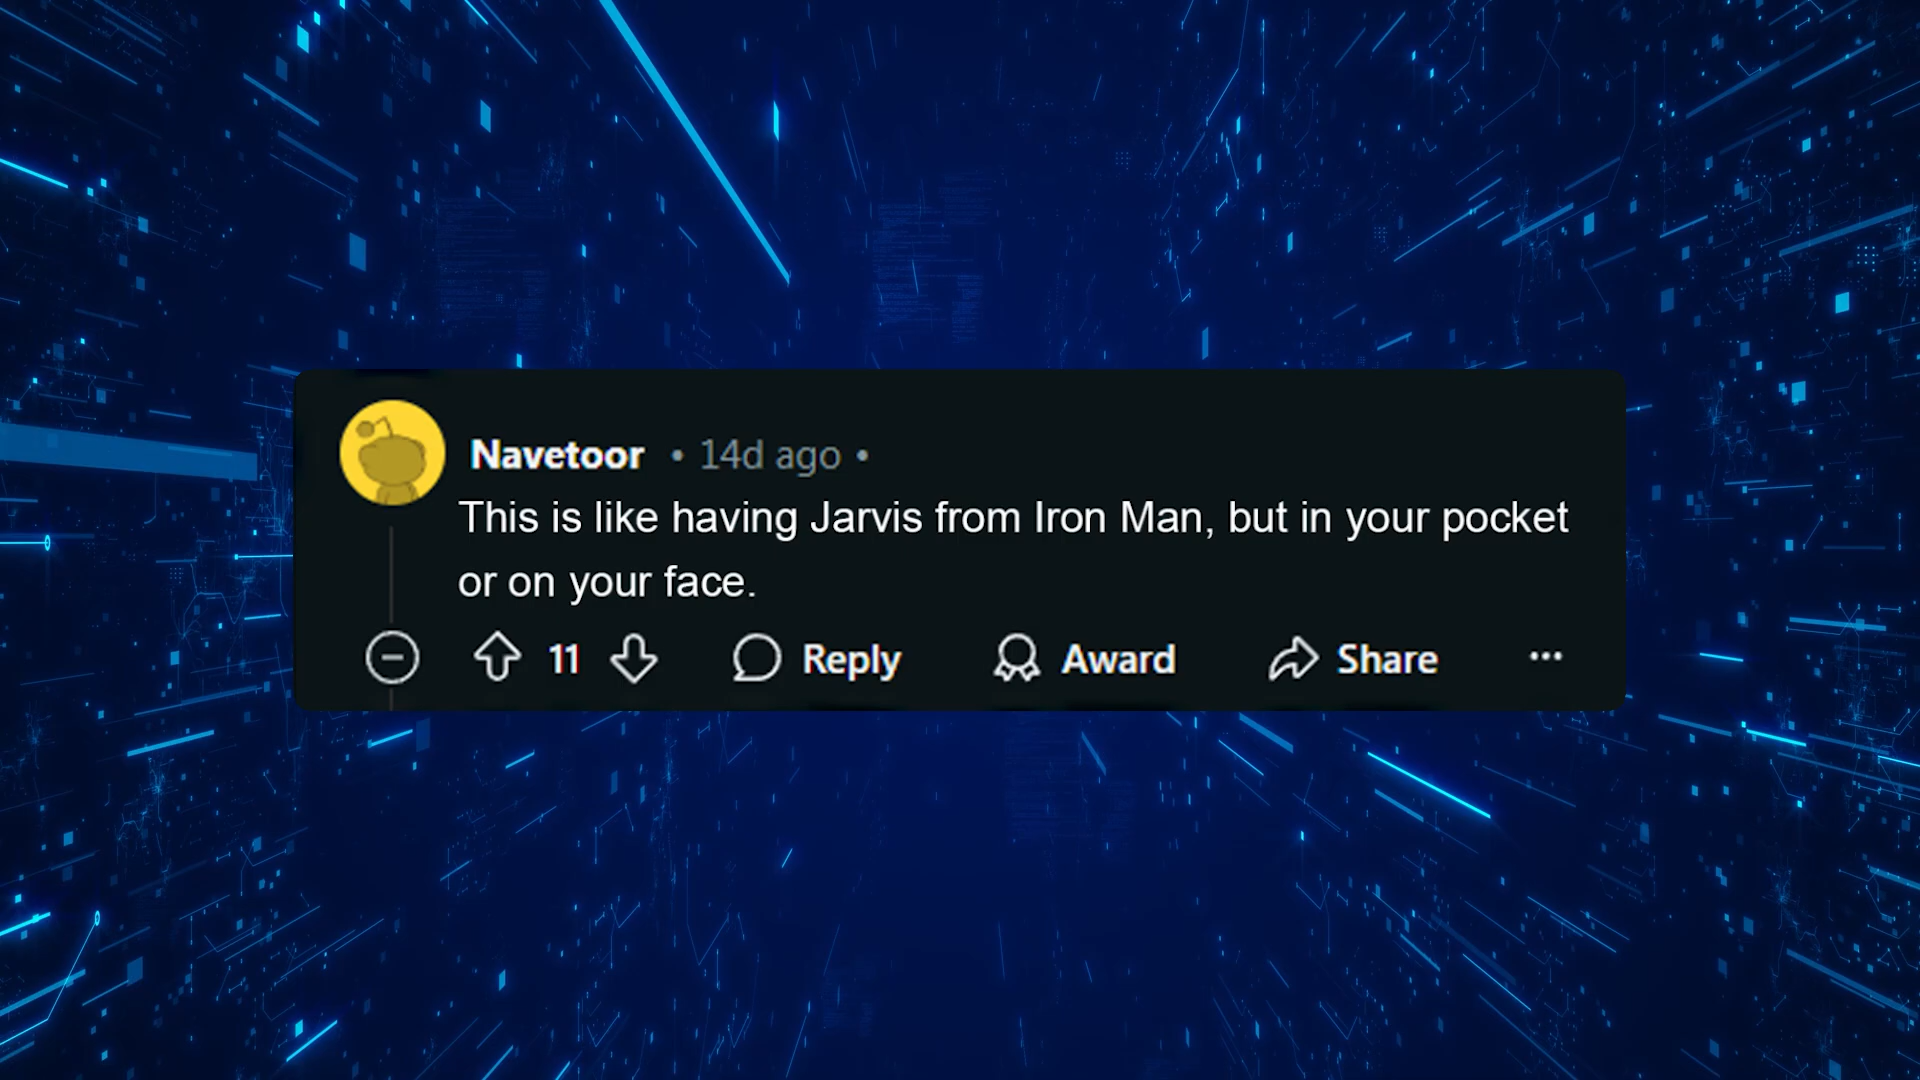 Navetoor • 14d ago •
This is like having Jarvis from Iron Man, but in your pocket
or on your face.
11 Reply Award Share ...